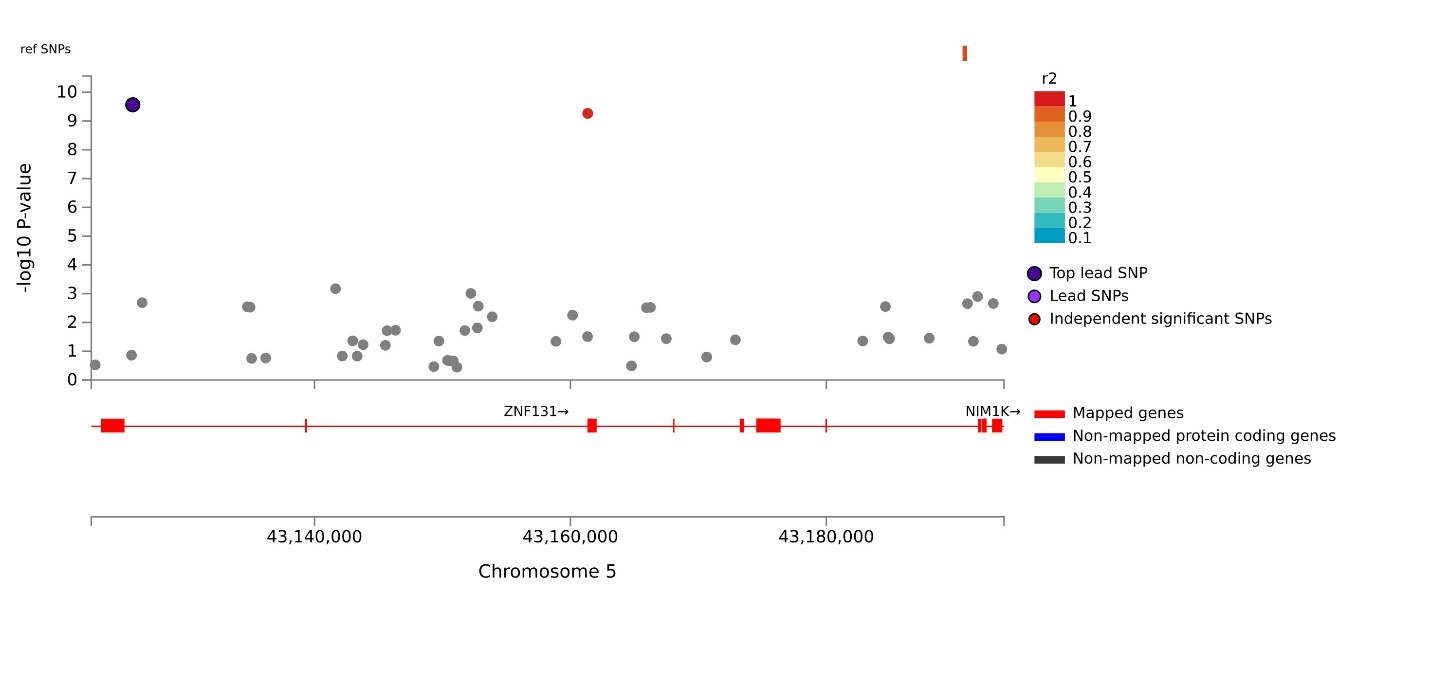 ref SNPs
r2
10
9
8
7
6
5
4
3
2
1
0
-log10 P-value
1
0.9
0.8
0.7
0.6
0.5
0.4
0.3
0.2
0.1
Top lead SNP
Lead SNPs
Independent significant SNPs
ZNF131→
NIM1K→
Mapped genes
Non-mapped protein coding genes
Non-mapped non-coding genes
43,140,000
43,160,000
43,180,000
Chromosome 5